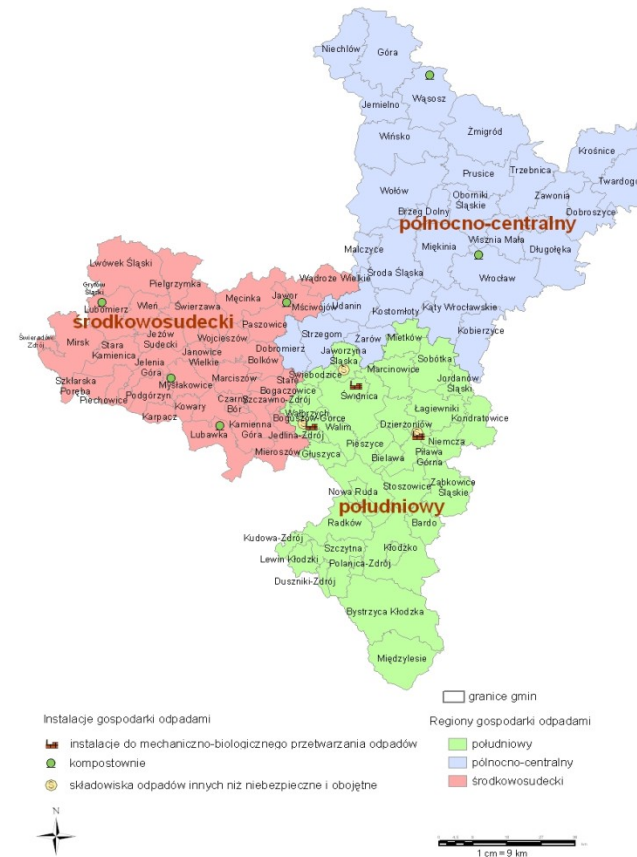 Niechlów
Góra
Wąsosz
Jemielno
Wińsko
Żmigród
Krośnice
Prusice
Trzebnica
Twardogó
Wołów
Oborniki
Śląskie
Zawonia
Dobroszyce
Brzeg Dolny
północno-centralny
Wisznia Mała
Malczyce
Miękinia
Długołęka
Lwówek Śląski
Środa Śląska
Wrocław
Pielgrzymka
Wądroże Wielkie
Gryfów
Śląski
Męcinka
Jawor
Udanin
Lubomierz
Wleń
Świerzawa
Mściwojów
Kostomłoty
Kąty Wrocławskie
środkowosudecki
Paszowice
Kobierzyce
Świeradów
Zdrój
Mirsk
Stara
Kamienica
Jeżów
Sudecki
Wojcieszów
Strzegom
Żarów
Mietków
Janowice
Wielkie
Bolków
Dobromierz
Jaworzyna
Śląska
Sobótka
Jelenia
Góra
Świebodzice
Marcinowice
Szklarska
Poręba
Piechowice
Mysłakowice
Marciszów
Stare
Bogaczowice
Jordanów
Śląski
Podgórzyn
Świdnica
Karpacz
Kowary
Czarny
Bór
Szczawno-Zdrój
Łagiewniki
Kondratowice
Wałbrzych
Boguszów-Gorce
Walim
Dzierżoniów
Kamienna
Góra
Jedlina-Zdrój
Niemcza
Lubawka
Mieroszów
Głuszyca
Pieszyce
Piława
Górna
Bielawa
Stoszowice
Ząbkowice
Śląskie
Nowa Ruda
południowy
Radków
Bardo
Kudowa-Zdrój
Szczytna
Kłodzko
Lewin Kłodzki
Polanica-Zdrój
Duszniki-Zdrój
Bystrzyca Kłodzka
Międzylesie
granice gmin
Instalacje gospodarki odpadami
Regiony gospodarki odpadami
instalacje do mechaniczno-biologicznego przetwarzania odpadów
południowy
kompostownie
północno-centralny
składowiska odpadów innych niż niebezpieczne i obojętne
środkowosudecki
N
1 cm = 9 km